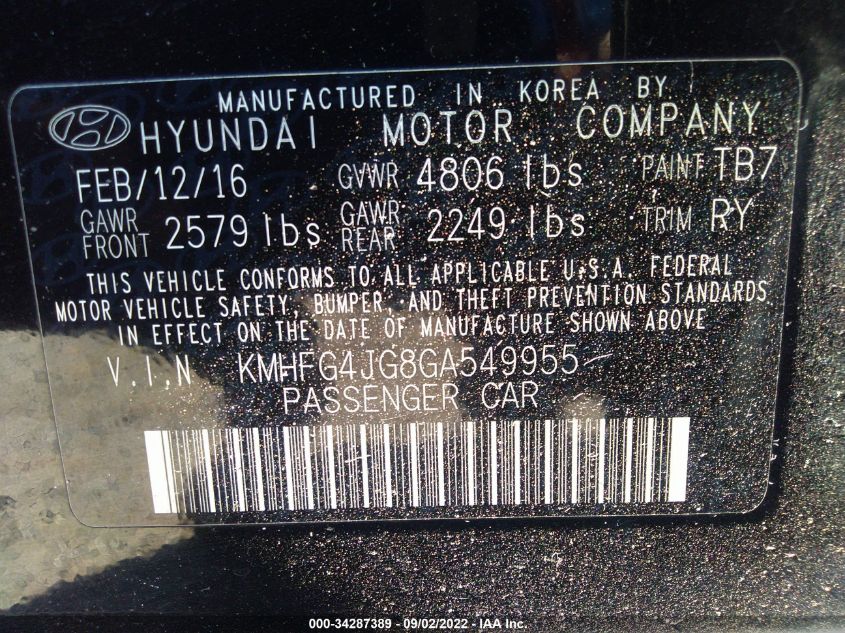 MANUFACTURED IN KOREA BY
HYUNDAI MOTOR COMPANY
FEB/12/16 GVWR 4806 lbs PAINT TB7
GAWR FRONT 2579 lbs GAWR REAR 2249 lbs TRIM RY
THIS VEHICLE CONFORMS TO ALL APPLICABLE U.S.A. FEDERAL
MOTOR VEHICLE SAFETY, BUMPER, AND THEFT PREVENTION STANDARDS
IN EFFECT ON THE DATE OF MANUFACTURE SHOWN ABOVE
V.I.N KMHFG4JG8GA549955
PASSENGER CAR
000-34287389 - 09/02/2022 - IAA Inc.